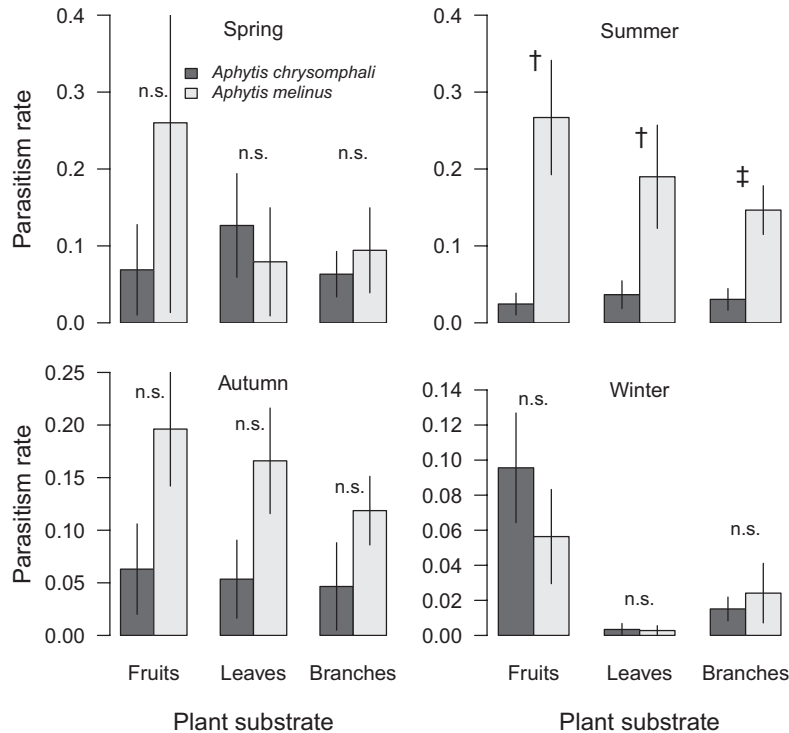 Spring
Aphytis chrysomphali
Aphytis melinus
Parasitism rate
0.4
0.3
0.2
0.1
0.0
n.s.
n.s.
n.s.
Summer
0.4
0.3
0.2
0.1
0.0
†
†
‡
Autumn
Parasitism rate
0.25
0.20
0.15
0.10
0.05
0.00
n.s.
n.s.
n.s.
Fruits Leaves Branches
Plant substrate
Winter
0.14
0.12
0.10
0.08
0.06
0.04
0.02
0.00
n.s.
n.s.
n.s.
Fruits Leaves Branches
Plant substrate